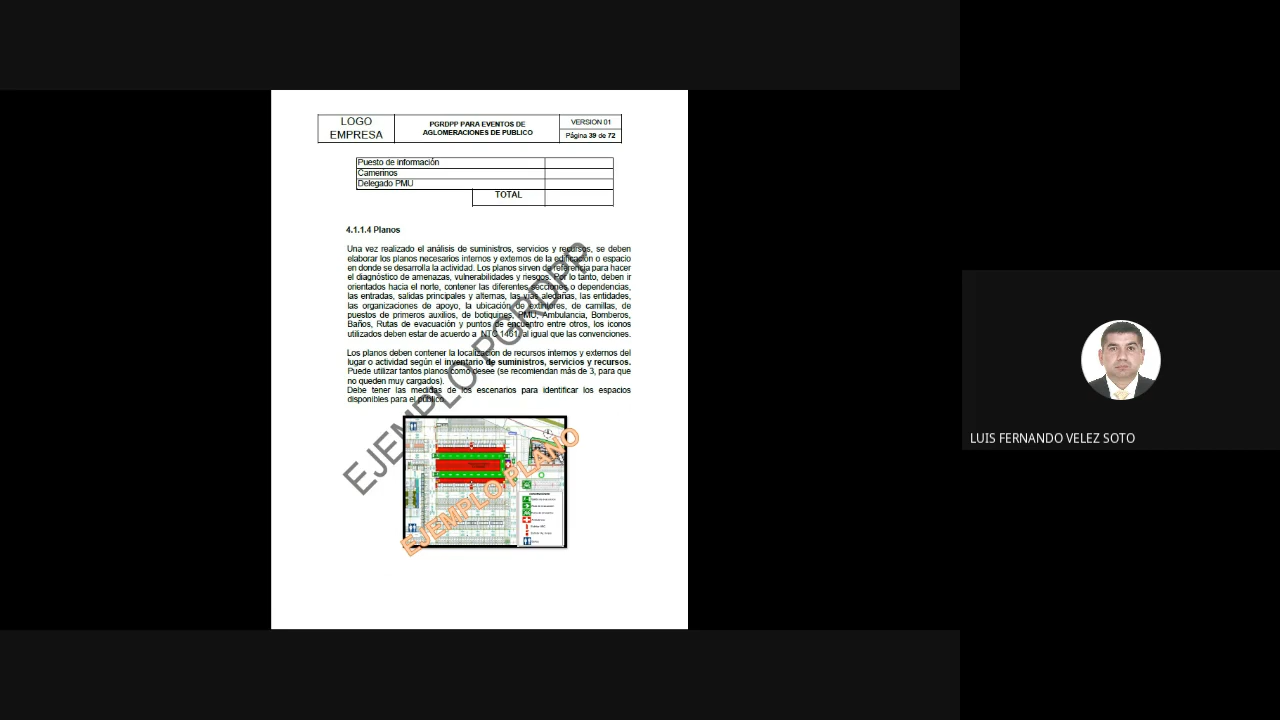 LOGO
EMPRESA
PGRDPP PARA EVENTOS DE
AGLOMERACIONES DE PUBLICO
VERSION 01
Página 39 de 72
Puesto de información
Camerinos
Delegado PMU
TOTAL
4.1.1.4 Planos
Una vez realizado el análisis de suministros, servicios y recursos, se deben
elaborar los planos necesarios internos y externos de la edificación o espacio
en donde se desarrolla la actividad. Los planos sirven de referencia para hacer
el diagnóstico de amenazas, vulnerabilidades y riesgos. Por lo tanto, deben ir
orientados hacia el norte, contener las diferentes secciones o dependencias,
las entradas, salidas principales y alternas, las vías aledañas, las entidades,
las organizaciones de apoyo, la ubicación de extintores, de camillas, de
puestos de primeros auxilios, de botiquines, PMU, Ambulancia, Bomberos,
Baños, Rutas de evacuación y puntos de encuentro entre otros, los iconos
utilizados deben estar de acuerdo a NTC 1461, al igual que las convenciones.
Los planos deben contener la localización de recursos internos y externos del
lugar o actividad según el inventario de suministros, servicios y recursos.
Puede utilizar tantos planos como desee (se recomiendan más de 3, para que
no queden muy cargados).
Debe tener las medidas de los escenarios para identificar los espacios
disponibles para el público.
EJEMPLO PGRDPP
EJEMPLO PLANO
LUIS FERNANDO VELEZ SOTO